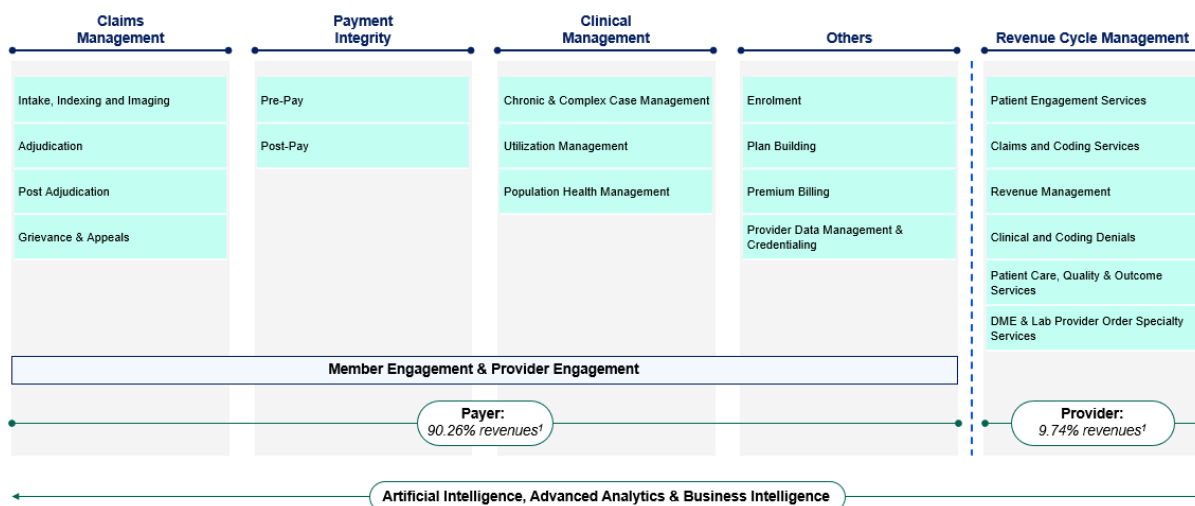 Claims
Management
Payment
Integrity
Clinical
Management
Others
Revenue Cycle Management
Intake, Indexing and Imaging
Adjudication
Post Adjudication
Grievance & Appeals
Pre-Pay
Post-Pay
Chronic & Complex Case Management
Utilization Management
Population Health Management
Enrolment
Plan Building
Premium Billing
Provider Data Management &
Credentialing
Patient Engagement Services
Claims and Coding Services
Revenue Management
Clinical and Coding Denials
Patient Care, Quality & Outcome
Services
DME & Lab Provider Order Specialty
Services
Member Engagement & Provider Engagement
Payer:
90.26% revenues¹
Provider:
9.74% revenues¹
Artificial Intelligence, Advanced Analytics & Business Intelligence